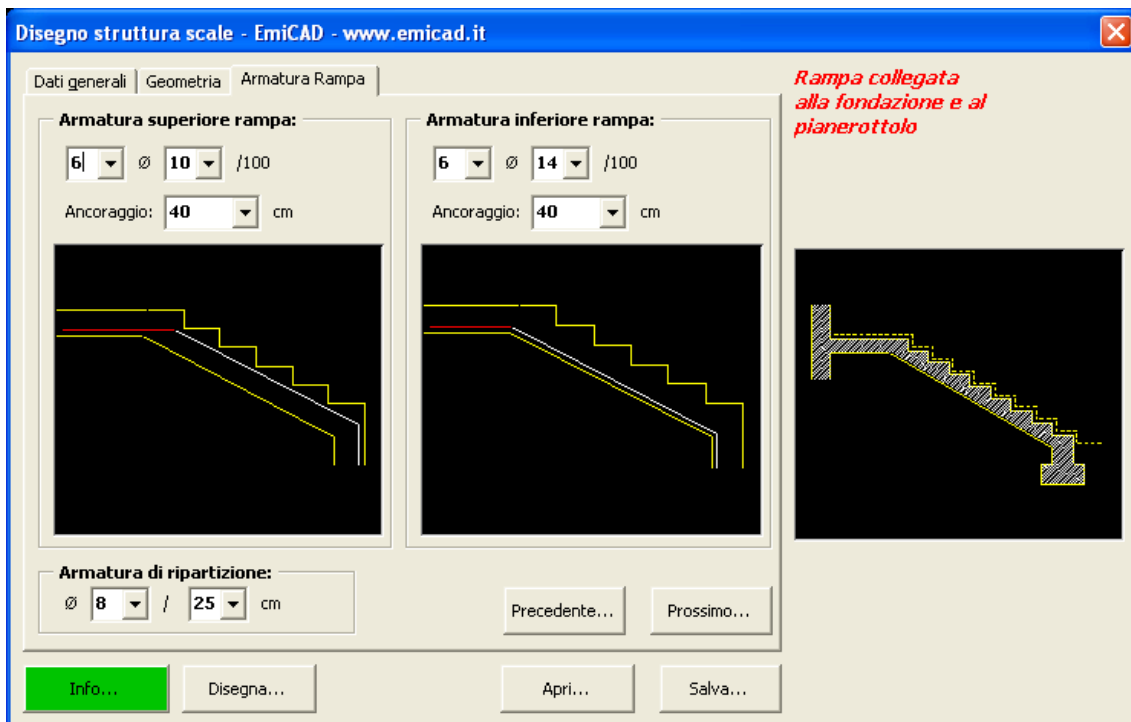 Disegno struttura scale - EmiCAD - www.emicad.it
Dati generali Geometria Armatura Rampa
Rampa collegata
alla fondazione e al
pianerottolo
Armatura superiore rampa:
6 Ø 10 /100
Ancoraggio: 40 cm
Armatura inferiore rampa:
6 Ø 14 /100
Ancoraggio: 40 cm
Armatura di ripartizione:
Ø 8 / 25 cm
Precedente... Prossimo...
Info... Disegna... Apri... Salva...